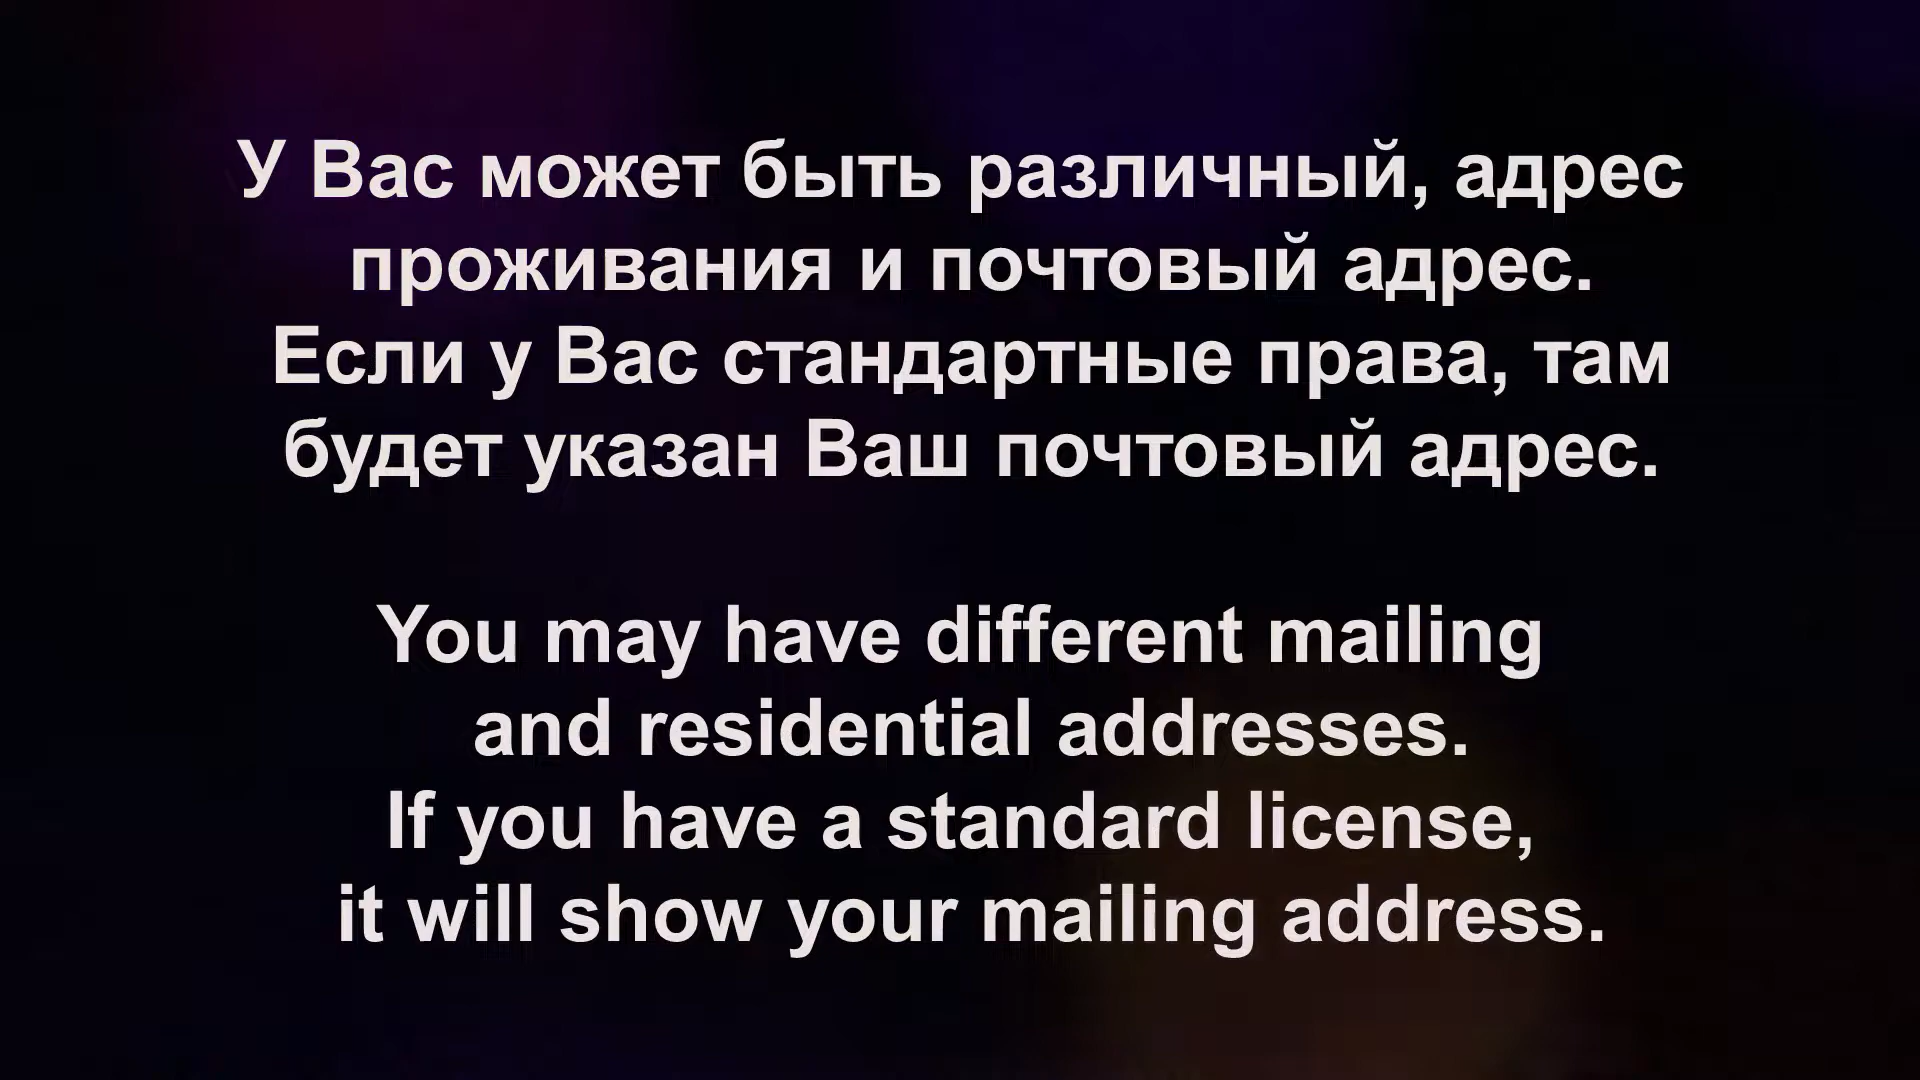 У Вас может быть различный, адрес
проживания и почтовый адрес.
Если у Вас стандартные права, там
будет указан Ваш почтовый адрес.
You may have different mailing
and residential addresses.
If you have a standard license,
it will show your mailing address.